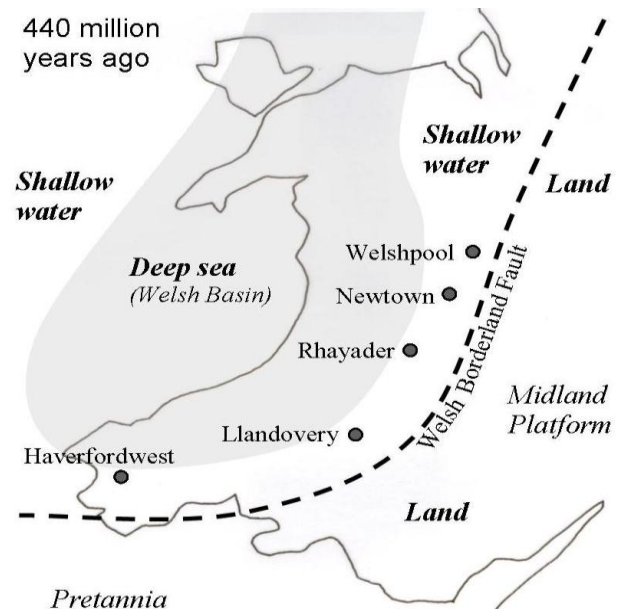 440 million
years ago
Shallow
water
Shallow
water
Land
Deep sea
(Welsh Basin)
Welshpool
Newtown
Rhayader
Welsh Borderland Fault
Midland
Platform
Llandovery
Haverfordwest
Land
Pretannia